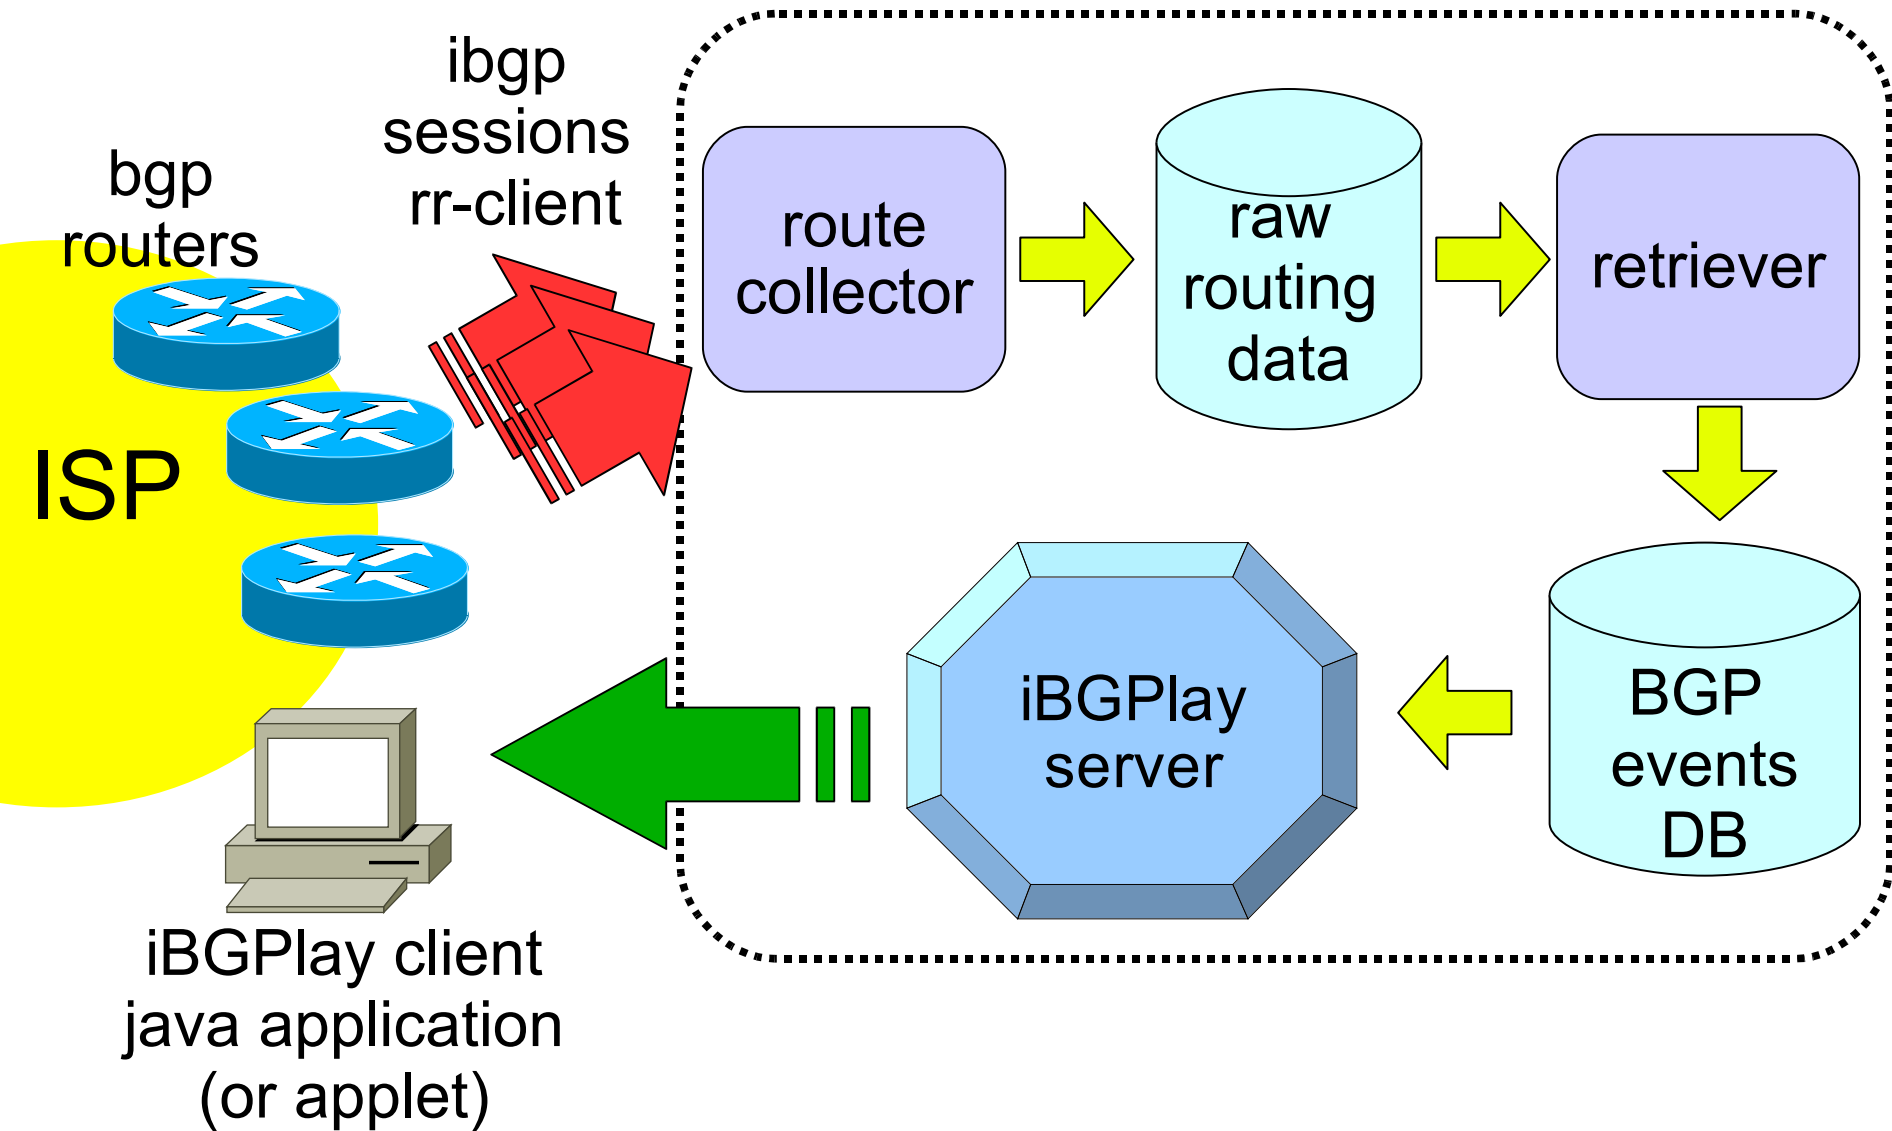 ibgp
sessions
rr-client
bgp
routers
ISP
route
collector
raw
routing
data
retriever
BGP
events
DB
iBGPlay
server
iBGPlay client
java application
(or applet)